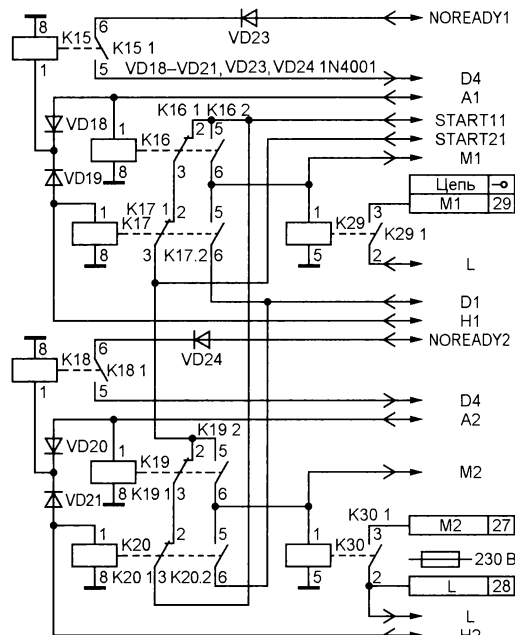 8
K15
6
K15 1
VD23
NOREADY1
1
5
VD18–VD21, VD23, VD24 1N4001
D4
A1
VD18
1
K16
K16 1
K16 2
2
5
START11
START21
8
3
6
M1
VD19
Цепь
M1
29
1
K17
K17 1
2
5
1
K29
3
K29 1
8
3
K17.2
6
5
2
L
D1
H1
8
K18
6
K18 1
VD24
NOREADY2
1
5
D4
A2
VD20
K19 2
1
K19
2
5
8
K19 1
3
6
M2
VD21
K30 1
1
K20
2
5
1
K30
3
M2
27
230 В
8
K20 1
3
K20.2
6
5
2
L
28
L
H2